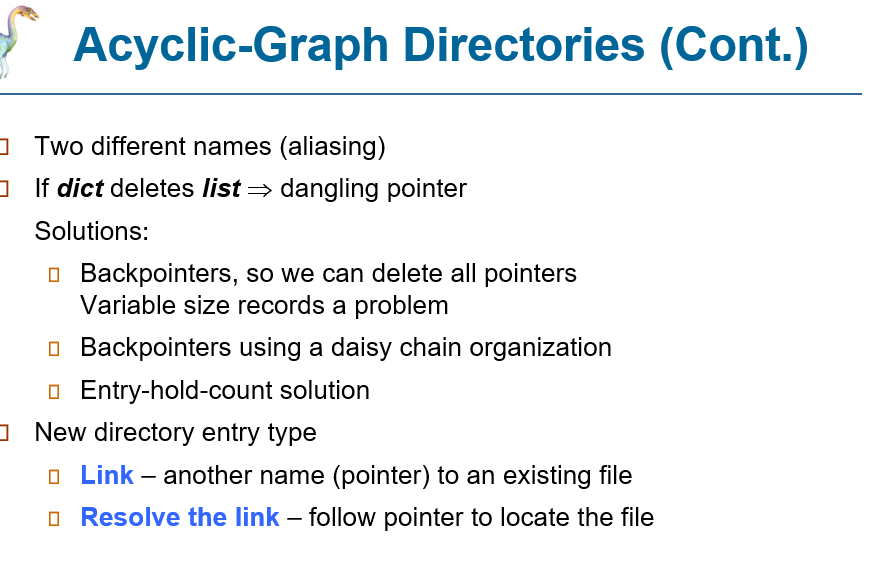 Acyclic-Graph Directories (Cont.)
Two different names (aliasing)
If dict deletes list ⇒ dangling pointer
Solutions:
Backpointers, so we can delete all pointers
Variable size records a problem
Backpointers using a daisy chain organization
Entry-hold-count solution
New directory entry type
Link – another name (pointer) to an existing file
Resolve the link – follow pointer to locate the file